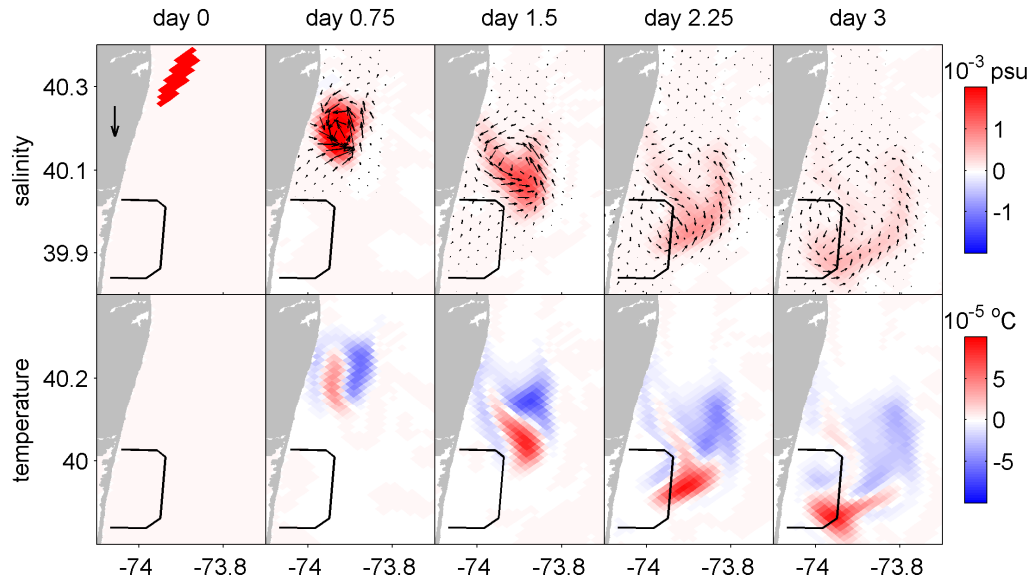 day 0 day 0.75 day 1.5 day 2.25 day 3
10⁻³ psu
salinity
40.3
40.1
39.9
1
0
-1
10⁻⁵ ºC
temperature
40.2
40
5
0
-5
-74 -73.8 -74 -73.8 -74 -73.8 -74 -73.8 -74 -73.8